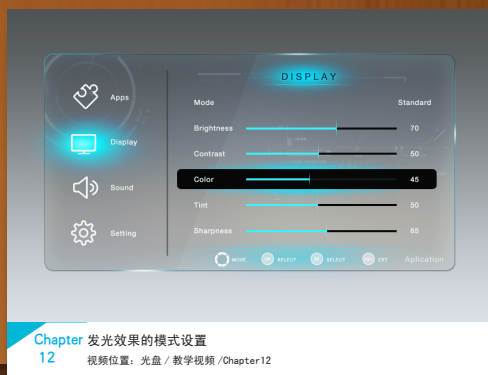 DISPLAY
Apps
Mode Standard
Brightness 70
Display
Contrast 50
Color 45
Sound
Tint 50
Setting
Sharpness 65
MOVE SELECT SELECT Aplication
Chapter 发光效果的模式设置
12 视频位置：光盘 / 教学视频 /Chapter12